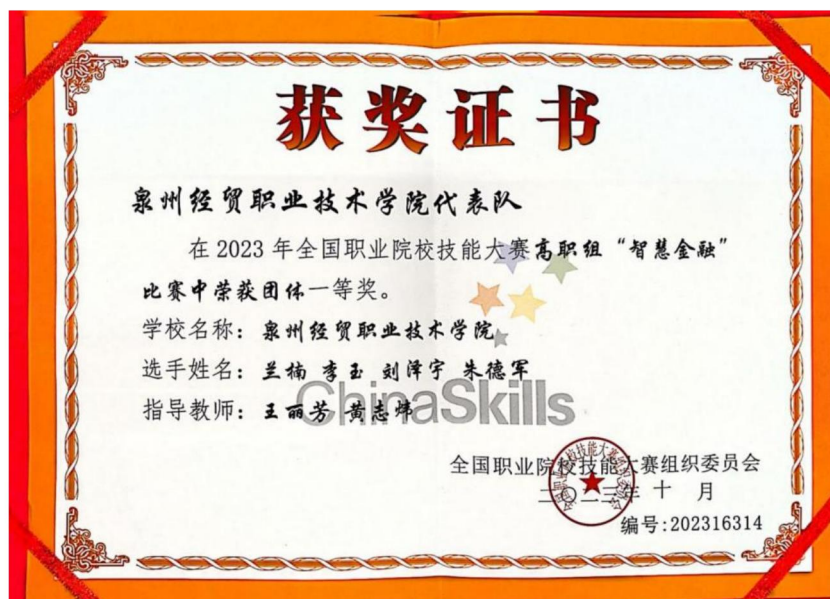 获奖证书
泉州经贸职业技术学院代表队
在2023年全国职业院校技能大赛高职组“智慧金融”
比赛中荣获团体一等奖。
学校名称：泉州经贸职业技术学院
选手姓名：兰楠 李玉 刘泽宇 朱德军
指导教师：王丽芳 黄志炜
ChinaSkills
全国职业院校技能大赛组织委员会
二〇二三年十月
编号:202316314